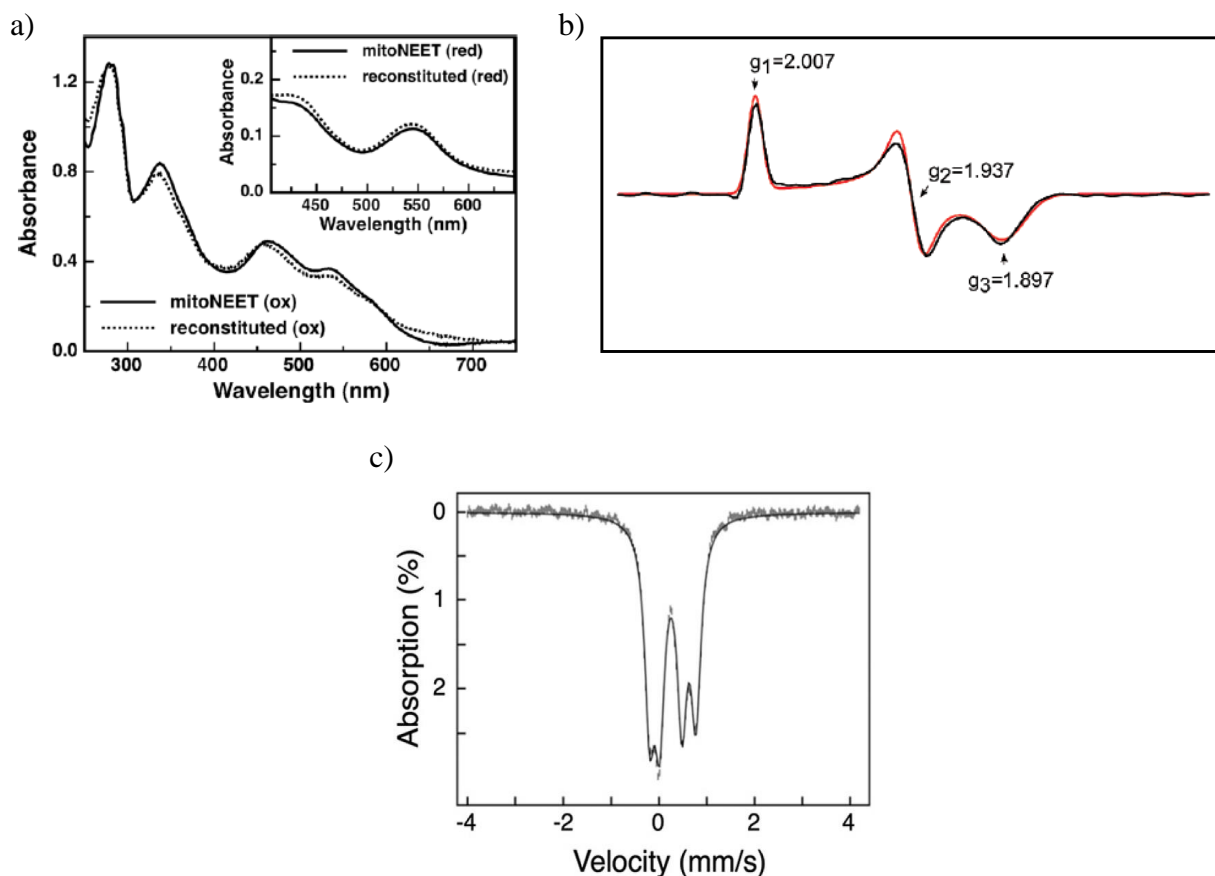 a)
1.2
0.8
0.4
0.0
Absorbance
300 400 500 600 700
Wavelength (nm)
mitoNEET (ox)
reconstituted (ox)
mitoNEET (red)
reconstituted (red)
0.2
0.1
0.0
Absorbance
450 500 550 600
Wavelength (nm)
b)
g1=2.007
g2=1.937
g3=1.897
c)
0
1
2
Absorption (%)
-4 -2 0 2 4
Velocity (mm/s)